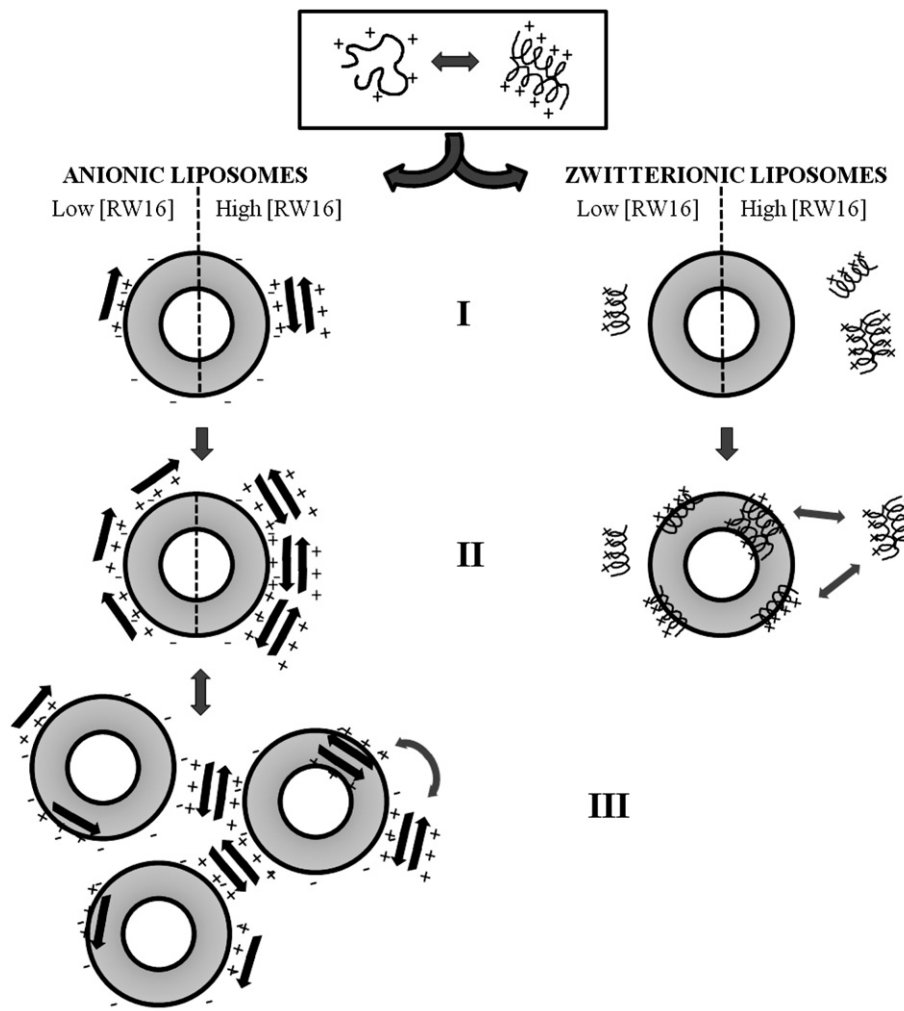 ANIONIC LIPOSOMES
Low [RW16] High [RW16]
ZWITTERIONIC LIPOSOMES
Low [RW16] High [RW16]
I
II
III